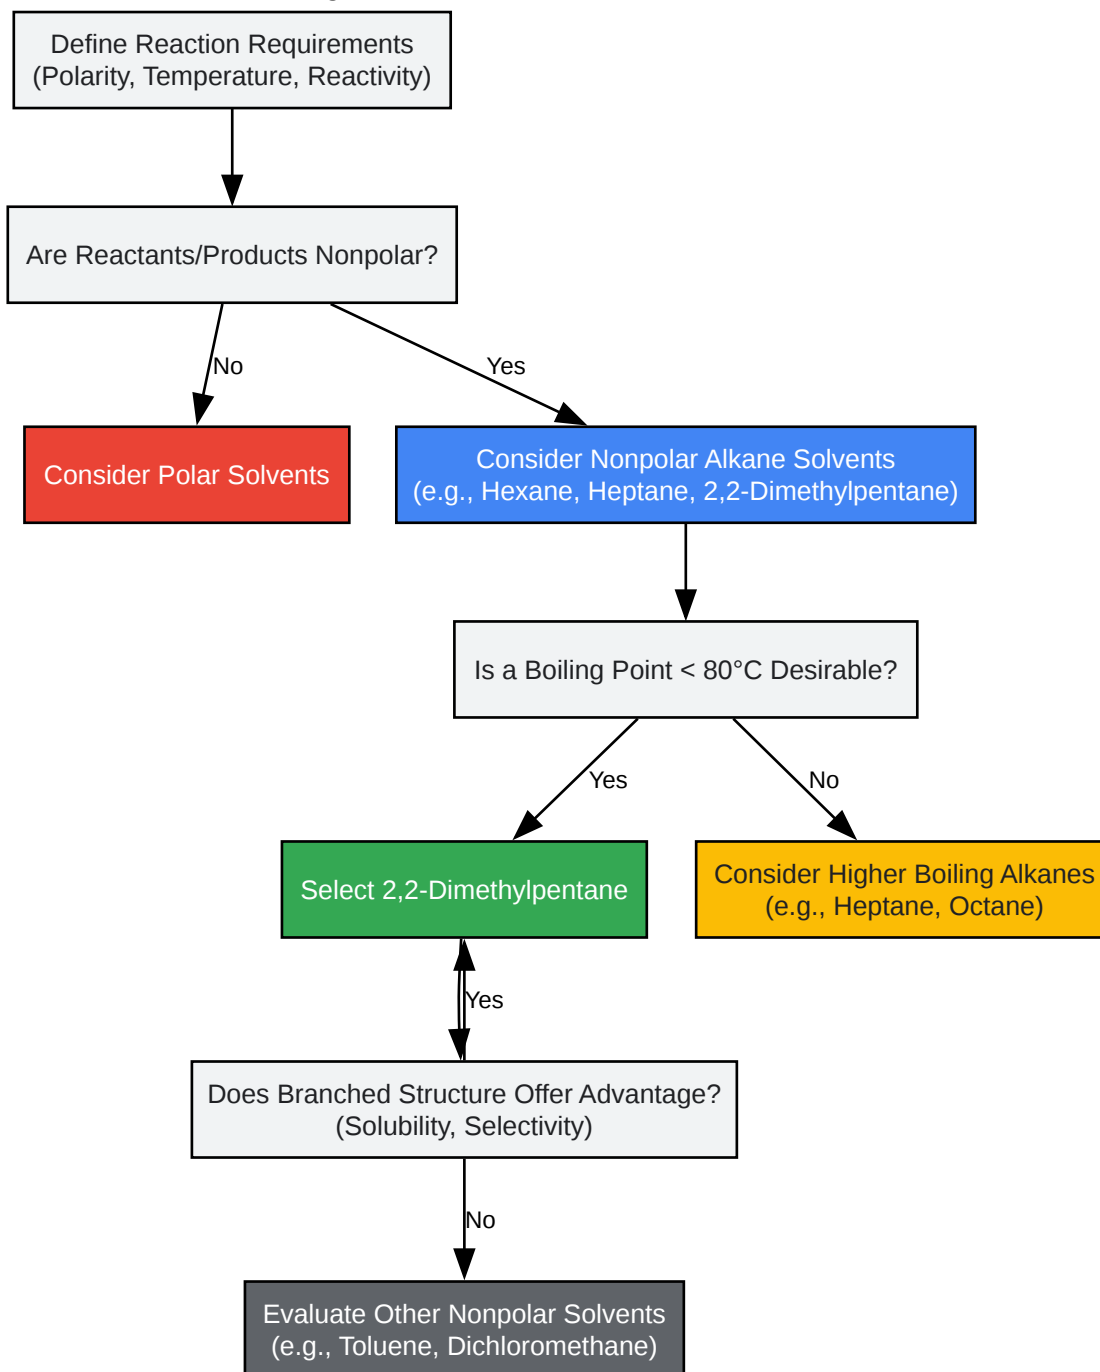 Define Reaction Requirements
(Polarity, Temperature, Reactivity)
Are Reactants/Products Nonpolar?
No
Yes
Consider Polar Solvents
Consider Nonpolar Alkane Solvents
(e.g., Hexane, Heptane, 2,2-Dimethylpentane)
Is a Boiling Point < 80°C Desirable?
Yes
No
Select 2,2-Dimethylpentane
Consider Higher Boiling Alkanes
(e.g., Heptane, Octane)
Yes
Does Branched Structure Offer Advantage?
(Solubility, Selectivity)
No
Evaluate Other Nonpolar Solvents
(e.g., Toluene, Dichloromethane)